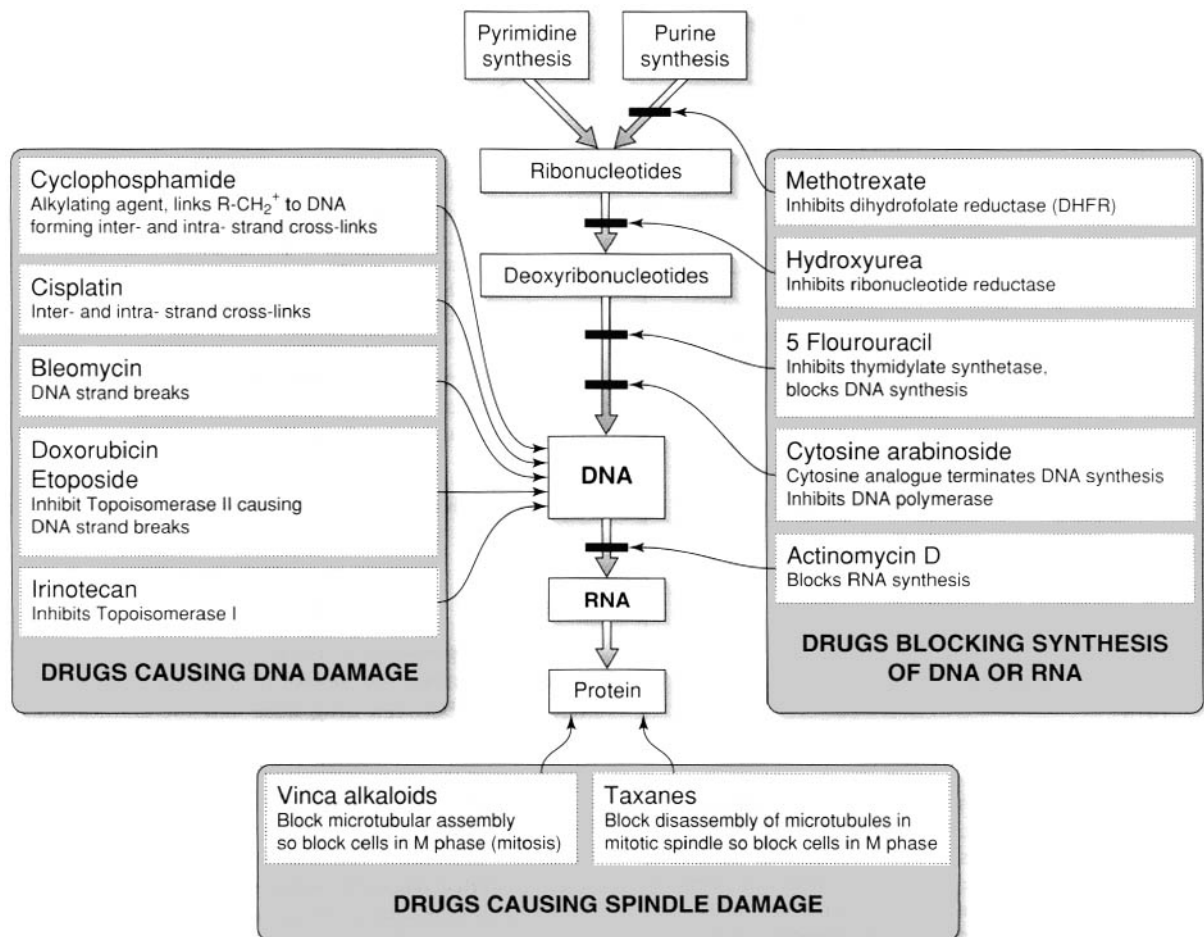 Pyrimidine
synthesis
Purine
synthesis
Ribonucleotides
Deoxyribonucleotides
DNA
RNA
Protein
Cyclophosphamide
Alkylating agent, links R-CH₂⁺ to DNA
forming inter- and intra- strand cross-links
Cisplatin
Inter- and intra- strand cross-links
Bleomycin
DNA strand breaks
Doxorubicin
Etoposide
Inhibit Topoisomerase II causing
DNA strand breaks
Irinotecan
Inhibits Topoisomerase I
DRUGS CAUSING DNA DAMAGE
Methotrexate
Inhibits dihydrofolate reductase (DHFR)
Hydroxyurea
Inhibits ribonucleotide reductase
5 Flourouracil
Inhibits thymidylate synthetase,
blocks DNA synthesis
Cytosine arabinoside
Cytosine analogue terminates DNA synthesis
Inhibits DNA polymerase
Actinomycin D
Blocks RNA synthesis
DRUGS BLOCKING SYNTHESIS
OF DNA OR RNA
Vinca alkaloids
Block microtubular assembly
so block cells in M phase (mitosis)
Taxanes
Block disassembly of microtubules in
mitotic spindle so block cells in M phase
DRUGS CAUSING SPINDLE DAMAGE